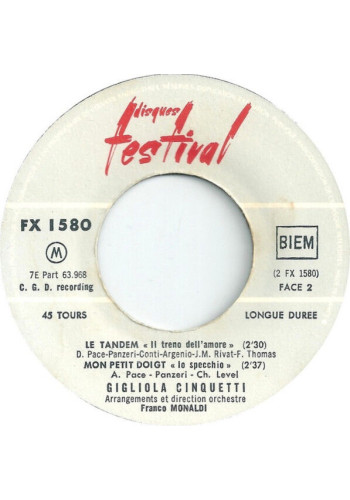 disques
festival
FX 1580
M
7E Part 63.968
C. G. D. recording
BIEM
(2 FX 1580)
FACE 2
45 TOURS
LONGUE DUREE
LE TANDEM « Il treno dell'amore » (2'30)
D. Pace-Panzeri-Conti-Argenio-J.M. Rivat-F. Thomas
MON PETIT DOIGT « lo specchio » (2'37)
A. Pace - Panzeri - Ch. Level
GIGLIOLA CINQUETTI
Arrangements et direction orchestre
Franco MONALDI